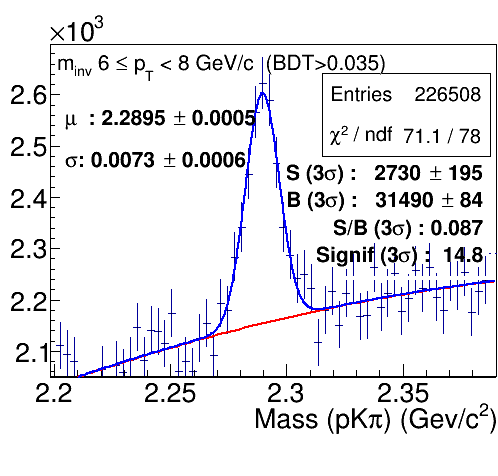 ×10³
m_inv 6 ≤ p_T < 8 GeV/c (BDT>0.035)
Entries 226508
χ² / ndf 71.1 / 78
μ : 2.2895 ± 0.0005
σ: 0.0073 ± 0.0006
S (3σ) : 2730 ± 195
B (3σ) : 31490 ± 84
S/B (3σ) : 0.087
Signif (3σ) : 14.8
2.6
2.5
2.4
2.3
2.2
2.1
2.2 2.25 2.3 2.35
Mass (pKπ) (Gev/c²)